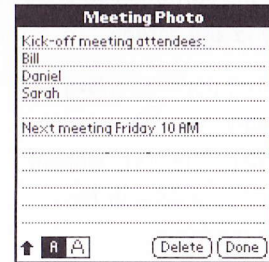 Meeting Photo
Kick-off meeting attendees:
Bill
Daniel
Sarah
Next meeting Friday 10 AM
A A
Delete Done